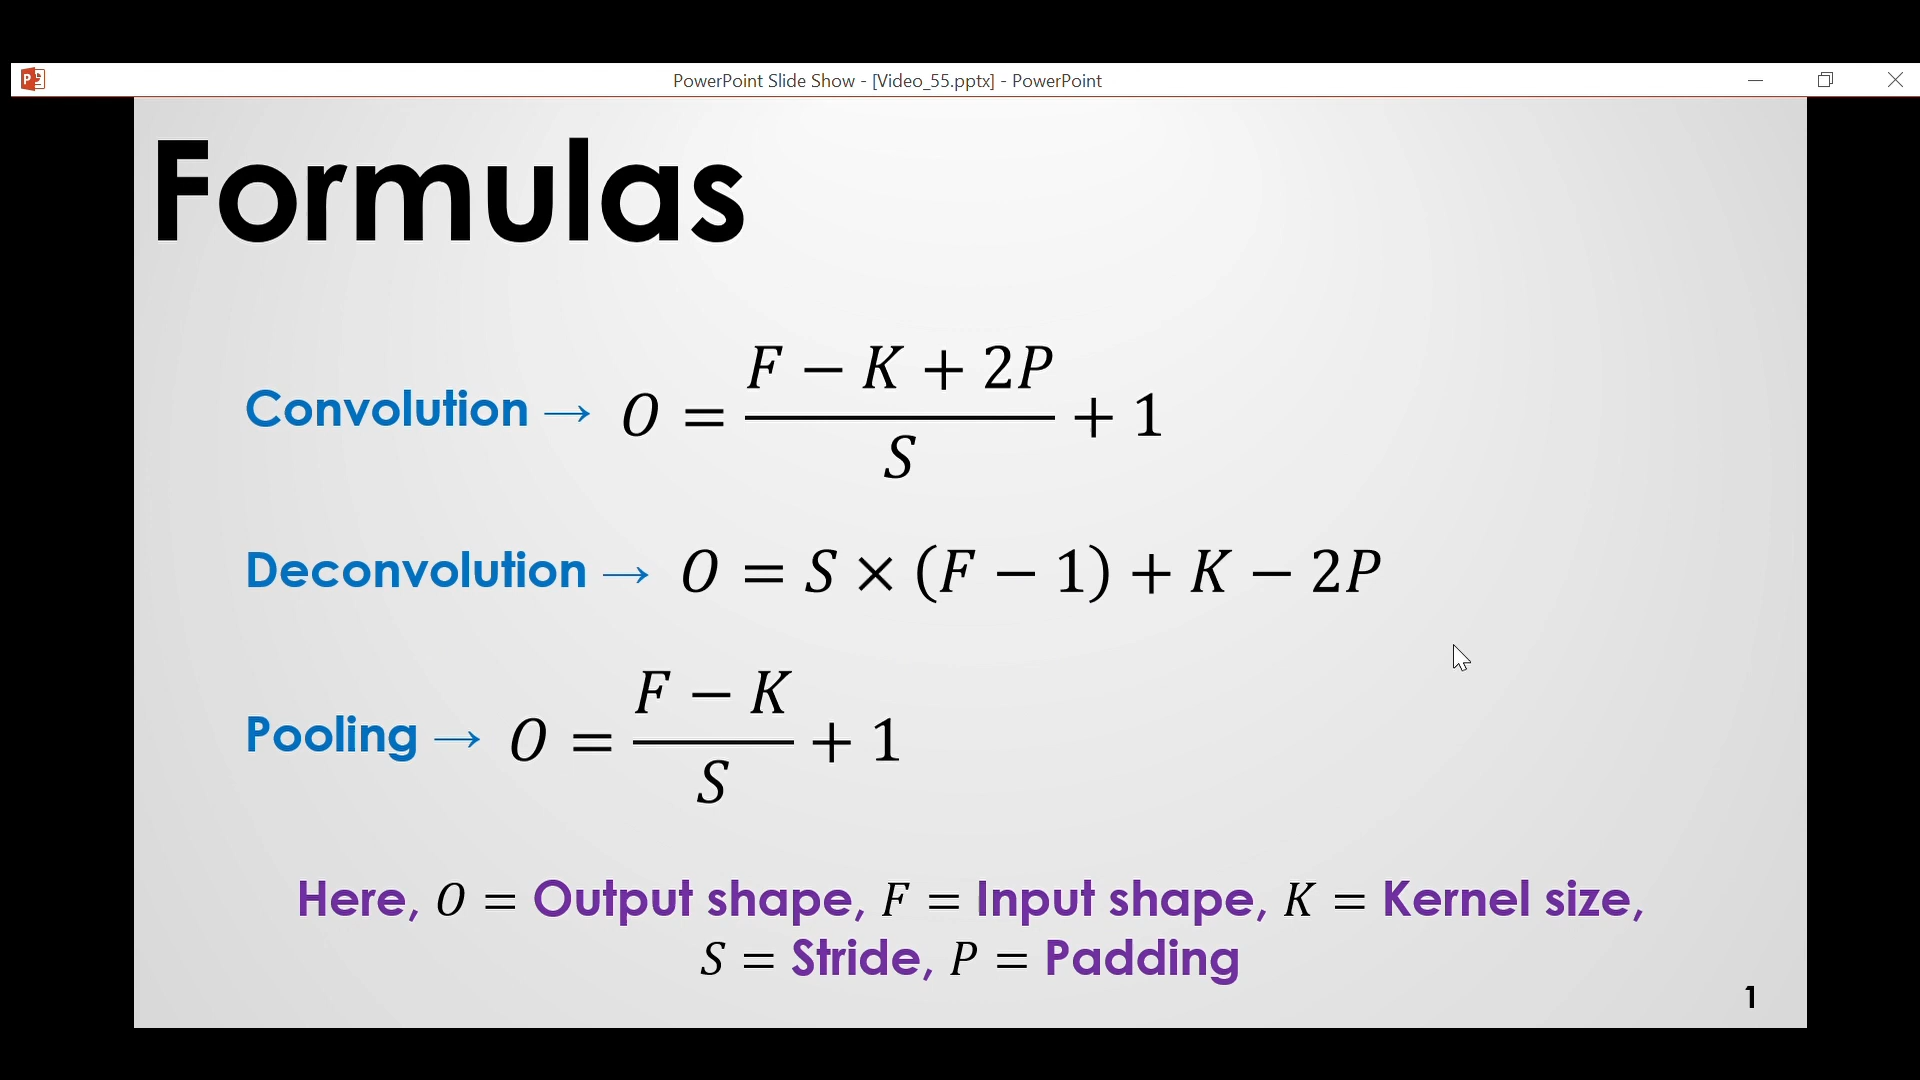 PowerPoint Slide Show - [Video_55.pptx] - PowerPoint
Formulas
Convolution → O = (F − K + 2P)/S + 1
Deconvolution → O = S × (F − 1) + K − 2P
Pooling → O = (F − K)/S + 1
Here, O = Output shape, F = Input shape, K = Kernel size,
S = Stride, P = Padding
1